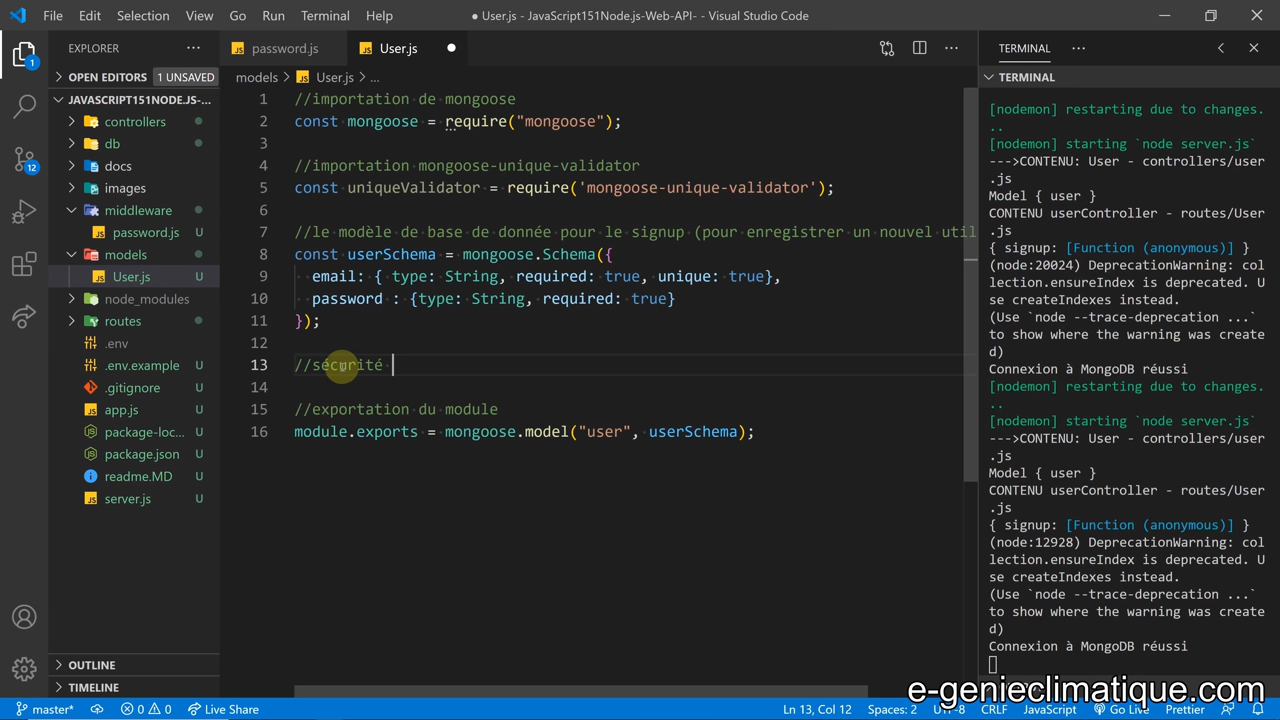 File Edit Selection View Go Run Terminal Help ● User.js - JavaScript151Node.js-Web-API- - Visual Studio Code
EXPLORER
OPEN EDITORS 1 UNSAVED
JAVASCRIPT151NODE.JS-...
controllers
db
docs
images
middleware
password.js U
models
User.js U
node_modules
routes
.env
.env.example U
.gitignore U
app.js U
package-loc... U
package.json U
readme.MD U
server.js U
OUTLINE
TIMELINE
1
12
password.js User.js
models > User.js > ...
1 //importation de mongoose
2 const mongoose = require("mongoose");
3
4 //importation mongoose-unique-validator
5 const uniqueValidator = require('mongoose-unique-validator');
6
7 //le modèle de base de donnée pour le signup (pour enregistrer un nouvel util
8 const userSchema = mongoose.Schema({
9 email: { type: String, required: true, unique: true},
10 password : {type: String, required: true}
11 });
12
13 //sécurité
14
15 //exportation du module
16 module.exports = mongoose.model("user", userSchema);
TERMINAL
TERMINAL
[nodemon] restarting due to changes.
..
[nodemon] starting `node server.js`
--->CONTENU: User - controllers/user
.js
Model { user }
CONTENU userController - routes/User
.js
{ signup: [Function (anonymous)] }
(node:20024) DeprecationWarning: col
lection.ensureIndex is deprecated. U
se createIndexes instead.
(Use `node --trace-deprecation ...`
to show where the warning was create
d)
Connexion à MongoDB réussi
[nodemon] restarting due to changes.
..
[nodemon] starting `node server.js`
--->CONTENU: User - controllers/user
.js
Model { user }
CONTENU userController - routes/User
.js
{ signup: [Function (anonymous)] }
(node:12928) DeprecationWarning: col
lection.ensureIndex is deprecated. U
se createIndexes instead.
(Use `node --trace-deprecation ...`
to show where the warning was create
d)
Connexion à MongoDB réussi
e-genieclimatique.com
master* 0 0 Live Share Ln 13, Col 12 Spaces: 2 UTF-8 CRLF JavaScript Go Live Prettier